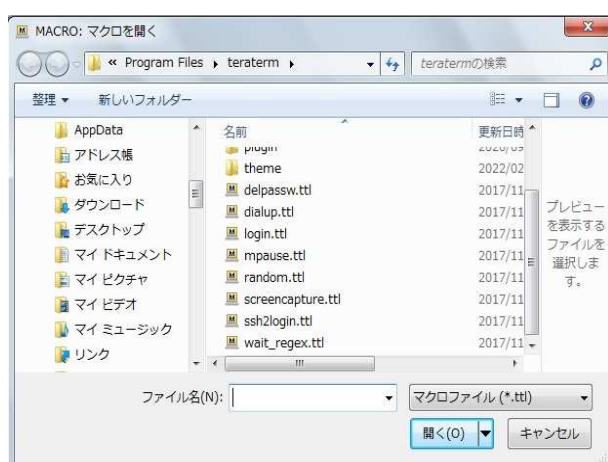 MACRO: マクロを開く
« Program Files teraterm
teratermの検索
整理 新しいフォルダー
AppData
アドレス帳
お気に入り
ダウンロード
デスクトップ
マイ ドキュメント
マイ ピクチャ
マイ ビデオ
マイ ミュージック
リンク
名前 更新日時
plugin
theme 2022/02
delpassw.ttl 2017/11
dialup.ttl 2017/11
login.ttl 2017/11
mpause.ttl 2017/11
random.ttl 2017/11
screencapture.ttl 2017/11
ssh2login.ttl 2017/11
wait_regex.ttl 2017/11
プレビュー
を表示する
ファイルを
選択しま
す。
ファイル名(N): マクロファイル (*.ttl)
開く(O) キャンセル